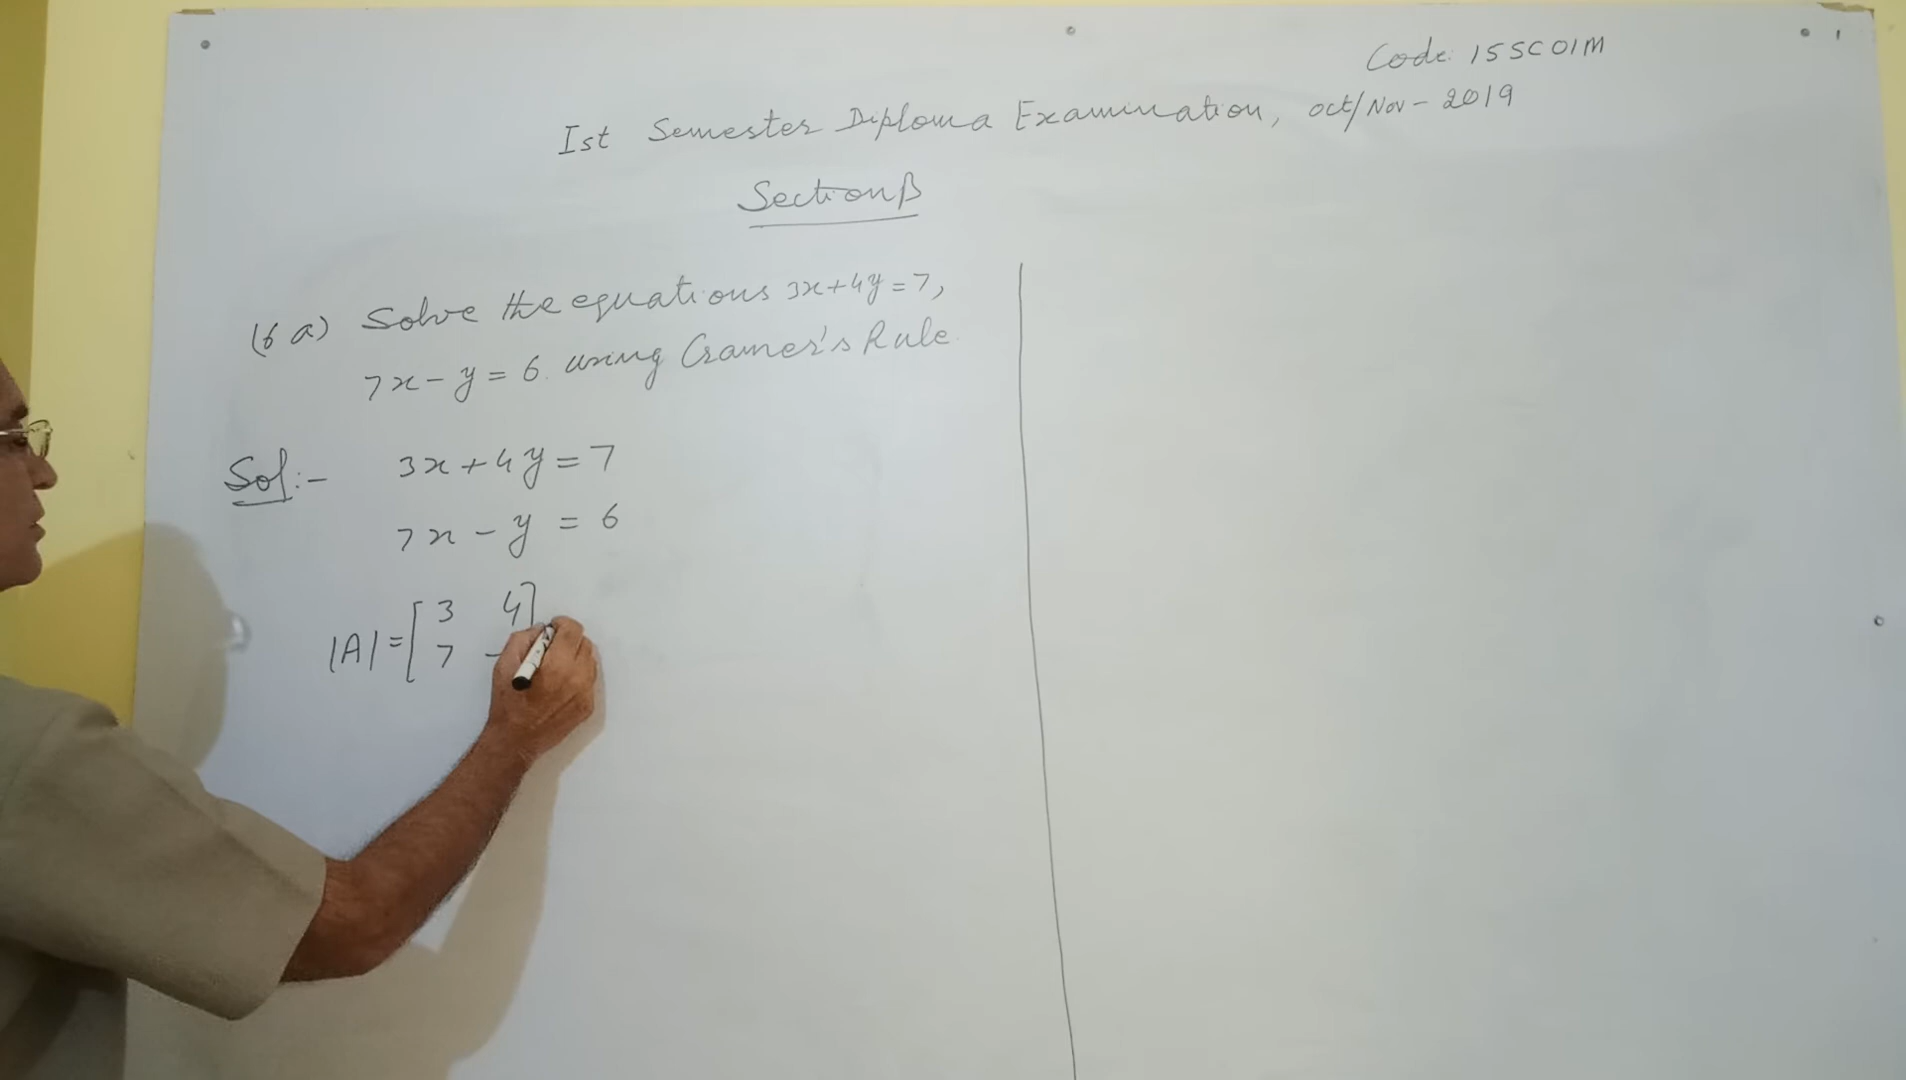 Code: 15SC01M
Ist Semester Diploma Examination, oct/Nov-2019
Section B
(6 a) Solve the equations 3x+4y=7,
7x-y=6. using Cramer's Rule.
Sol:- 3x+4y=7
7x-y=6
|A|=[3 4]
7 -